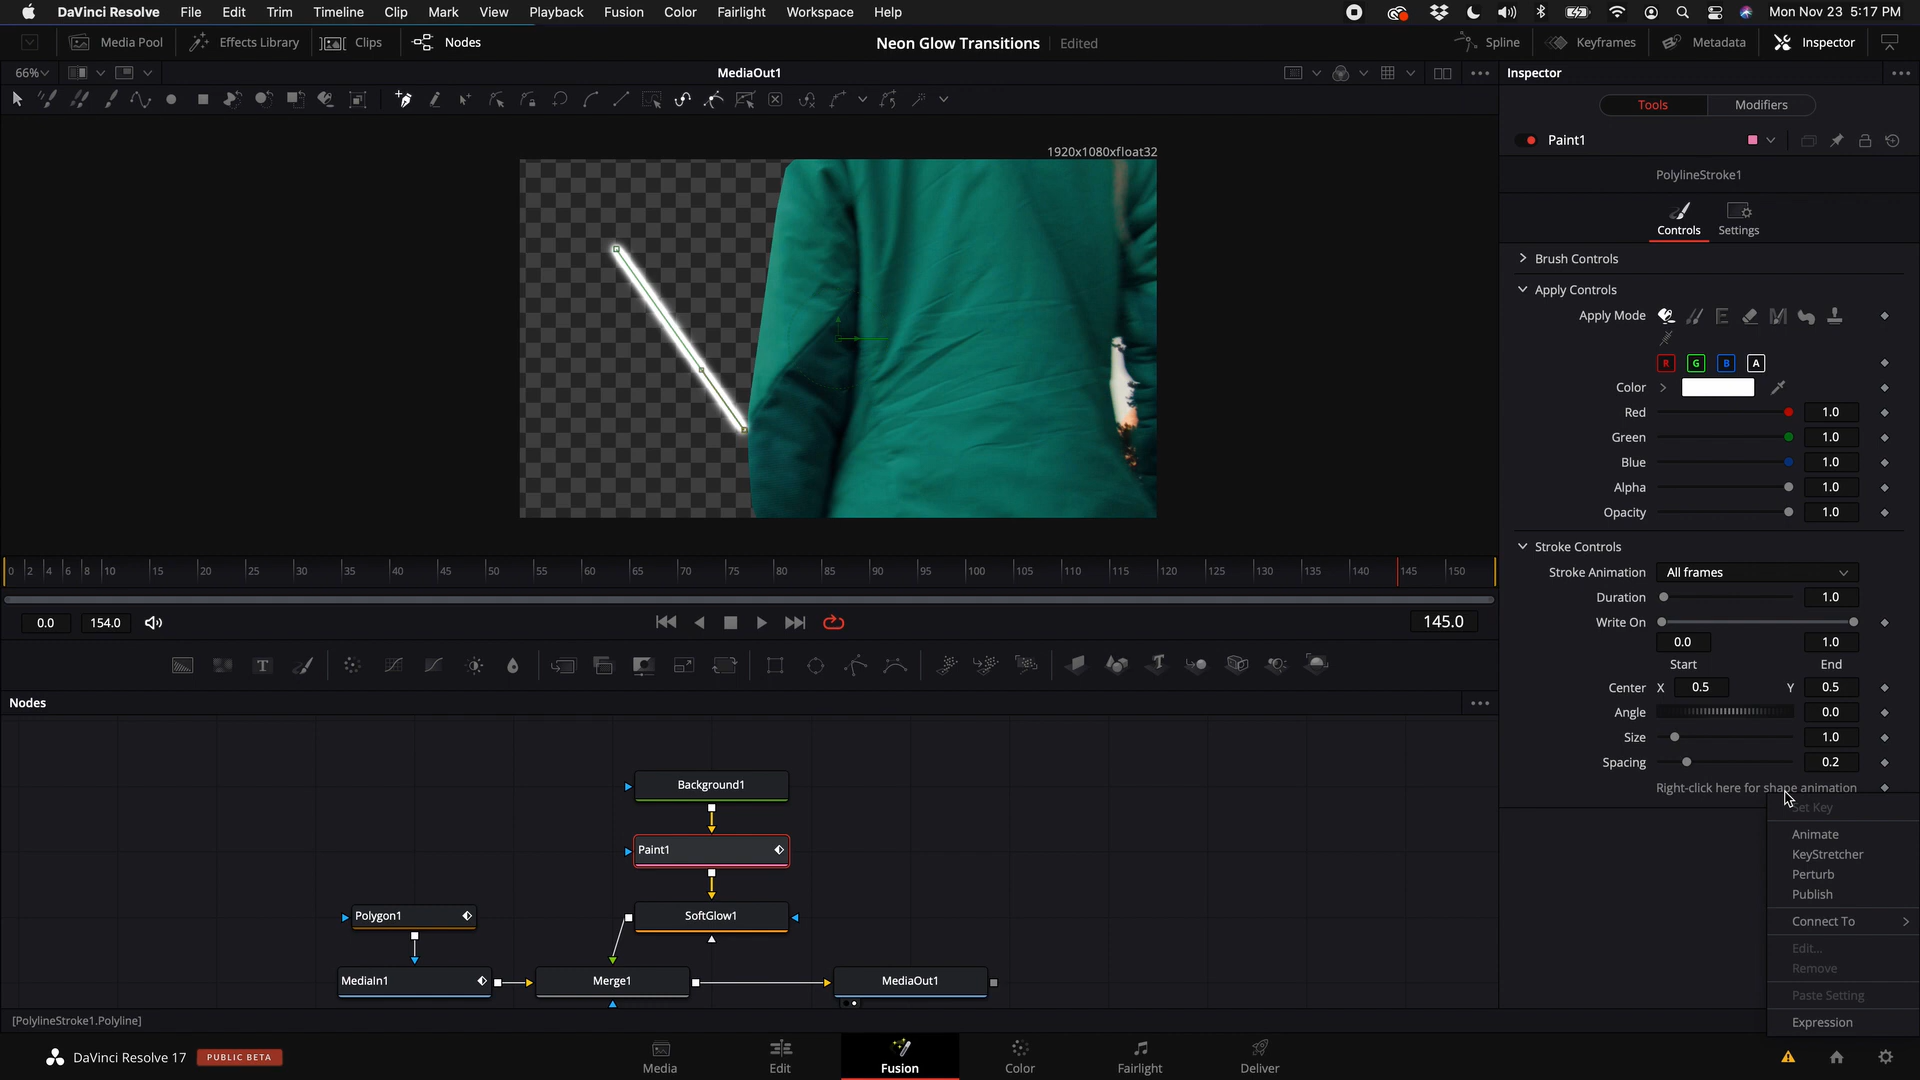 DaVinci Resolve File Edit Trim Timeline Clip Mark View Playback Fusion Color Fairlight Workspace Help Mon Nov 23 5:17 PM
Media Pool Effects Library Clips Nodes Neon Glow Transitions Edited Spline Keyframes Metadata Inspector
66% MediaOut1 Inspector
Tools Modifiers
Paint1
1920x1080xfloat32
PolylineStroke1
Controls Settings
Brush Controls
Apply Controls
Apply Mode
R G B A
Color
Red 1.0
Green 1.0
Blue 1.0
Alpha 1.0
Opacity 1.0
Stroke Controls
Stroke Animation All frames
Duration 1.0
Write On
0.0 1.0
Start End
Center X 0.5 Y 0.5
Angle 0.0
Size 1.0
Spacing 0.2
Right-click here for shape animation
Set Key
Animate
KeyStretcher
Perturb
Publish
Connect To
Edit...
Remove
Paste Setting
Expression
0 2 4 6 8 10 15 20 25 30 35 40 45 50 55 60 65 70 75 80 85 90 95 100 105 110 115 120 125 130 135 140 145 150
0.0 154.0 145.0
T
Nodes
Background1
Paint1
Polygon1 SoftGlow1
MediaIn1 Merge1 MediaOut1
[PolylineStroke1.Polyline]
DaVinci Resolve 17 PUBLIC BETA
Media Edit Fusion Color Fairlight Deliver